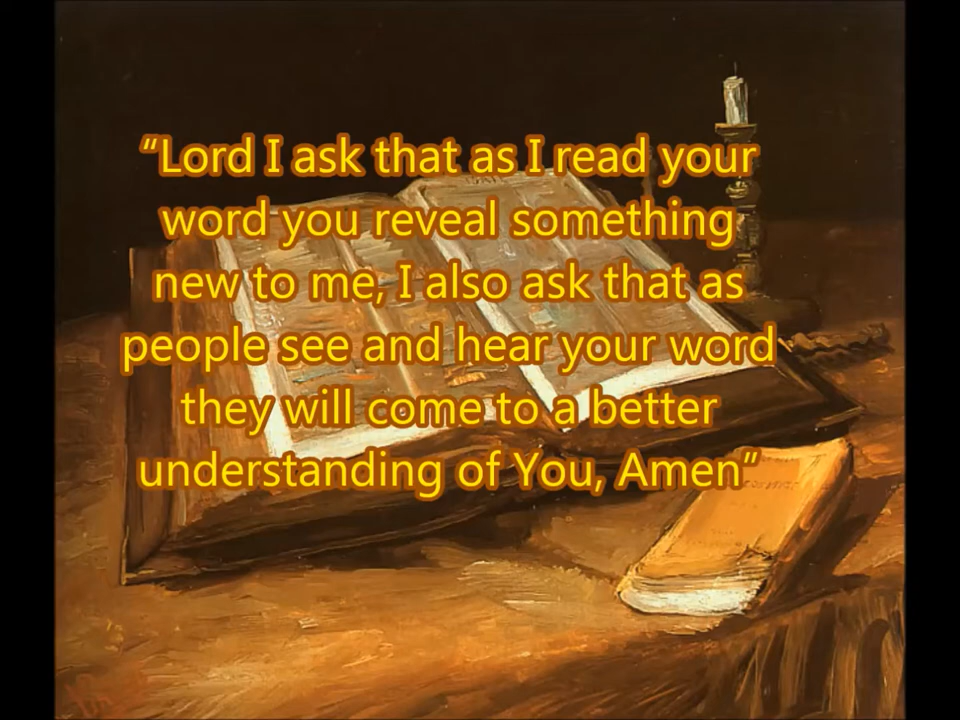 “Lord I ask that as I read your
word you reveal something
new to me, I also ask that as
people see and hear your word
they will come to a better
understanding of You, Amen”